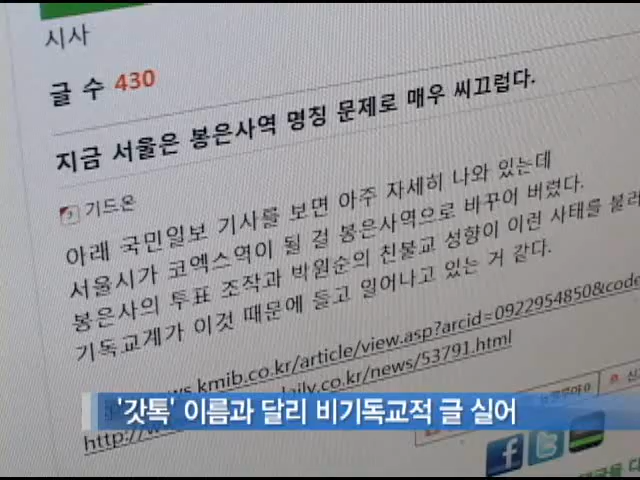 시사
글 수 430
지금 서울은 봉은사역 명칭 문제로 매우 씨끄럽다.
기드온
아래 국민일보 기사를 보면 아주 자세히 나와 있는데
서울시가 코엑스역이 될 걸 봉은사역으로 바꾸어 버렸다.
봉은사의 투표 조작과 박원순의 친불교 성향이 이런 사태를 불러
기독교계가 이것 때문에 들고 일어나고 있는 거 같다.
news.kmib.co.kr/article/view.asp?arcid=0922954850&code
http://
daily.co.kr/news/53791.html
'갓톡' 이름과 달리 비기독교적 글 실어